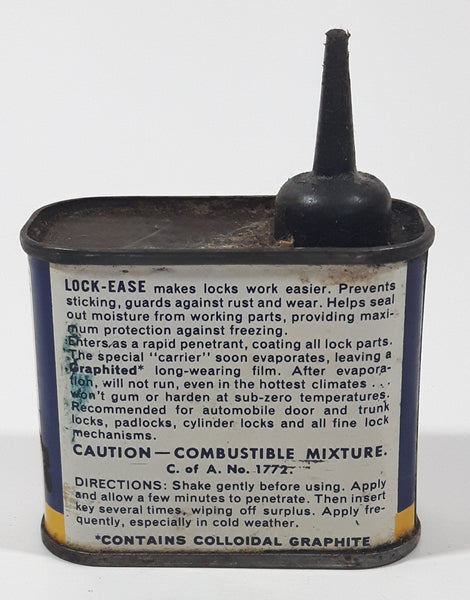 LOCK-EASE makes locks work easier. Prevents
sticking, guards against rust and wear. Helps seal
out moisture from working parts, providing maxi-
mum protection against freezing.
Enters as a rapid penetrant, coating all lock parts.
The special "carrier" soon evaporates, leaving a
Graphited* long-wearing film. After evapora-
tion, will not run, even in the hottest climates . . .
won't gum or harden at sub-zero temperatures.
Recommended for automobile door and trunk
locks, padlocks, cylinder locks and all fine lock
mechanisms.
CAUTION — COMBUSTIBLE MIXTURE.
C. of A. No. 1772.
DIRECTIONS: Shake gently before using. Apply
and allow a few minutes to penetrate. Then insert
key several times, wiping off surplus. Apply fre-
quently, especially in cold weather.
*CONTAINS COLLOIDAL GRAPHITE